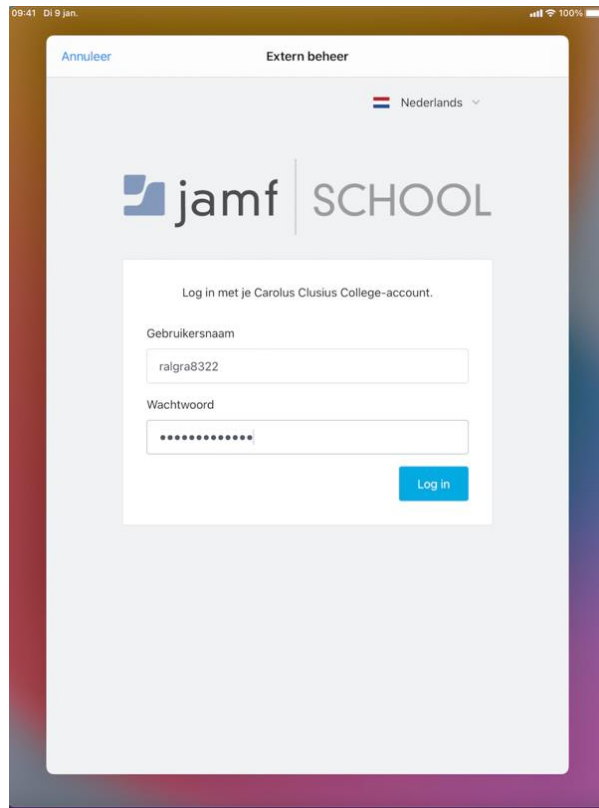 09:41 Di 9 jan. 100%
Annuleer Extern beheer
Nederlands
jamf SCHOOL
Log in met je Carolus Clusius College-account.
Gebruikersnaam
ralgra8322
Wachtwoord
•••••••••••••
Log in